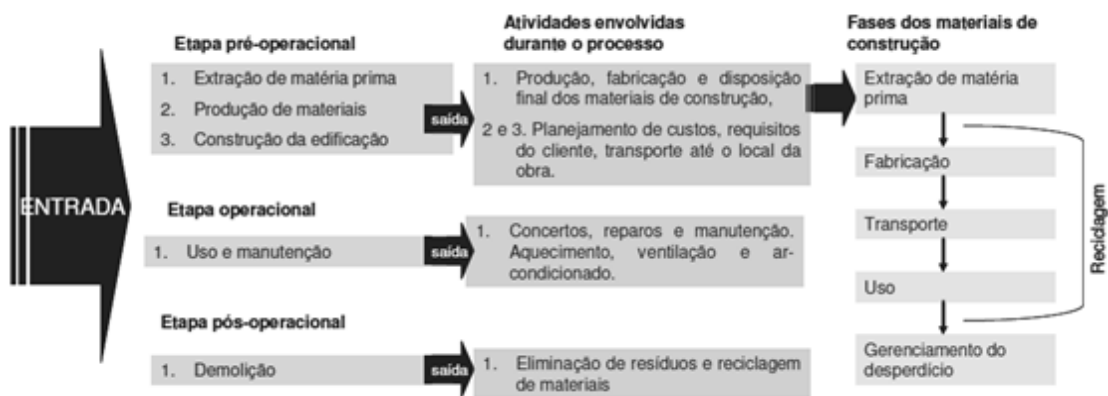 ENTRADA
Etapa pré-operacional
1. Extração de matéria prima
2. Produção de materiais
3. Construção da edificação
saída
Atividades envolvidas
durante o processo
1. Produção, fabricação e disposição
final dos materiais de construção,
2 e 3. Planejamento de custos, requisitos
do cliente, transporte até o local da
obra.
Etapa operacional
1. Uso e manutenção
saída
1. Concertos, reparos e manutenção.
Aquecimento, ventilação e ar-
condicionado.
Etapa pós-operacional
1. Demolição
saída
1. Eliminação de resíduos e reciclagem
de materiais
Fases dos materiais de
construção
Extração de matéria
prima
Fabricação
Transporte
Uso
Gerenciamento do
desperdício
Reciclagem